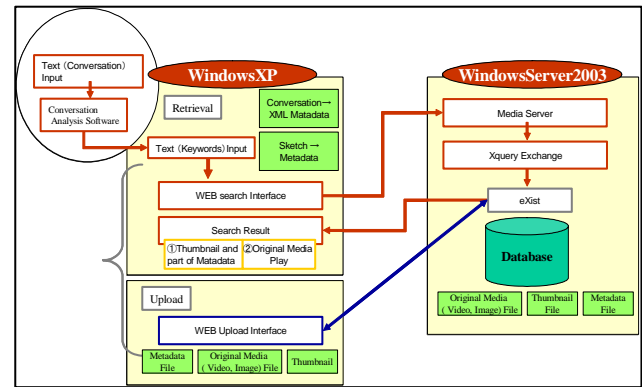 Text (Conversation)
Input
Conversation
Analysis Software
WindowsXP
Retrieval
Conversation→
XML Matadata
Text (Keywords) Input
Sketch →
Metadata
WEB search Interface
Search Result
①Thumbnail and
part of Matadata
②Original Media
Play
Upload
WEB Upload Interface
Metadata
File
Original Media
( Video, Image) File
Thumbnail
WindowsServer2003
Media Server
Xquery Exchange
eXist
Database
Original Media
( Video, Image) File
Thumbnail
File
Metadata
File